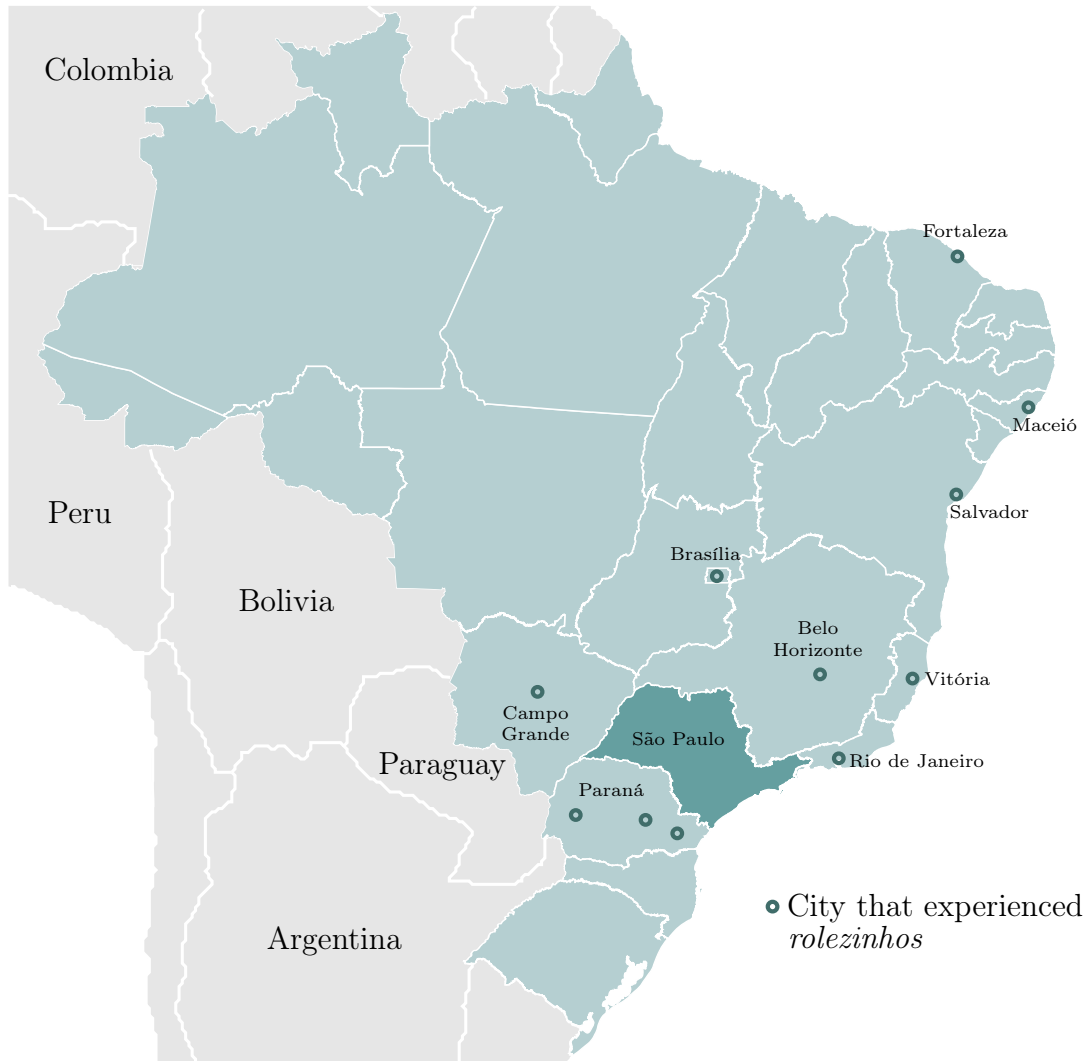 Colombia
Fortaleza
Maceió
Peru
Salvador
Brasília
Bolivia
Belo
Horizonte
Vitória
Campo
Grande
São Paulo
Paraguay
Rio de Janeiro
Paraná
City that experienced
rolezinhos
Argentina